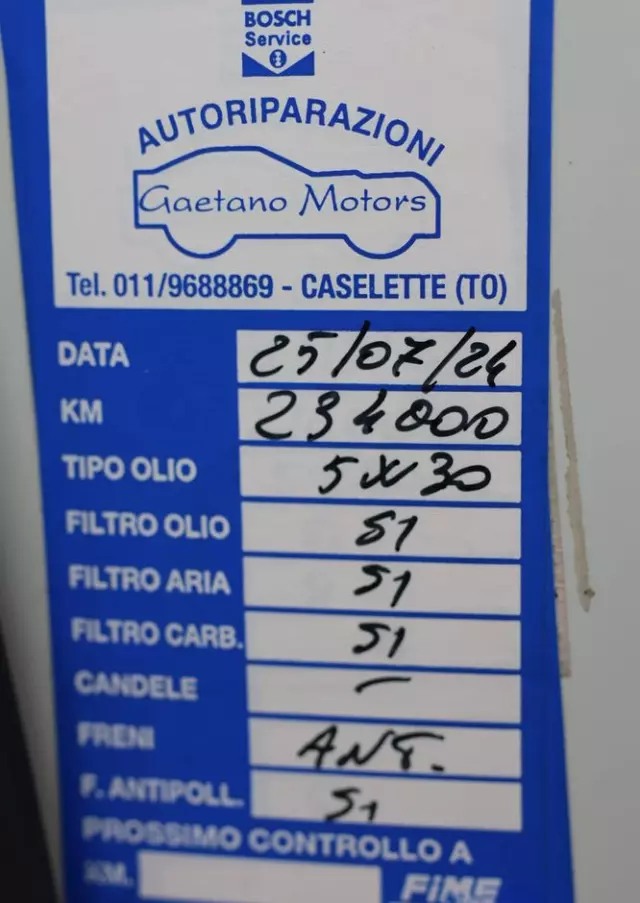 BOSCH
Service
AUTORIPARAZIONI
Gaetano Motors
Tel. 011/9688869 - CASELETTE (TO)
DATA 25/07/24
KM 234000
TIPO OLIO 5W30
FILTRO OLIO SI
FILTRO ARIA SI
FILTRO CARB. SI
CANDELE –
FRENI ANT.
F. ANTIPOLL. SI
PROSSIMO CONTROLLO A
KM. FIME